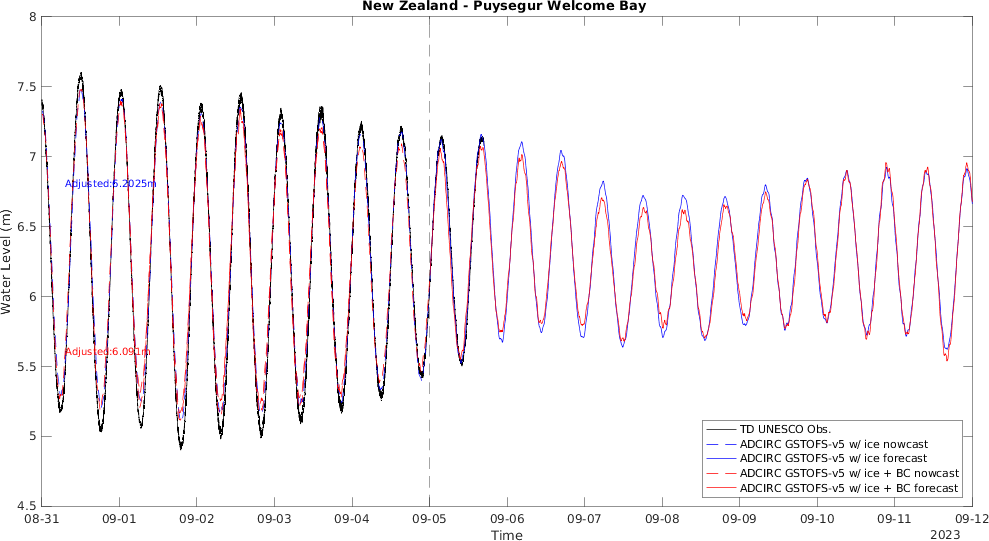 New Zealand - Puysegur Welcome Bay
8
7.5
7
6.5
6
5.5
5
4.5
Water Level (m)
Adjusted:6.2025m
Adjusted:6.091m
TD UNESCO Obs.
ADCIRC GSTOFS-v5 w/ ice nowcast
ADCIRC GSTOFS-v5 w/ ice forecast
ADCIRC GSTOFS-v5 w/ ice + BC nowcast
ADCIRC GSTOFS-v5 w/ ice + BC forecast
08-31 09-01 09-02 09-03 09-04 09-05 09-06 09-07 09-08 09-09 09-10 09-11 09-12
Time
2023